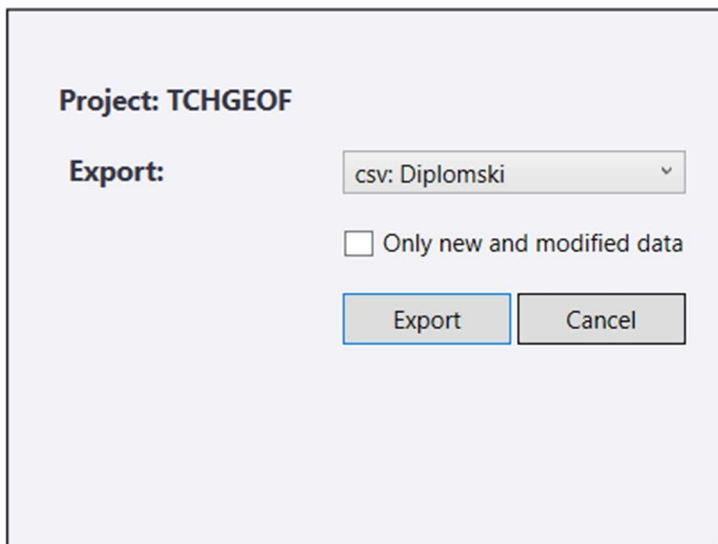 Project: TCHGEOF
Export:
csv: Diplomski
Only new and modified data
Export
Cancel